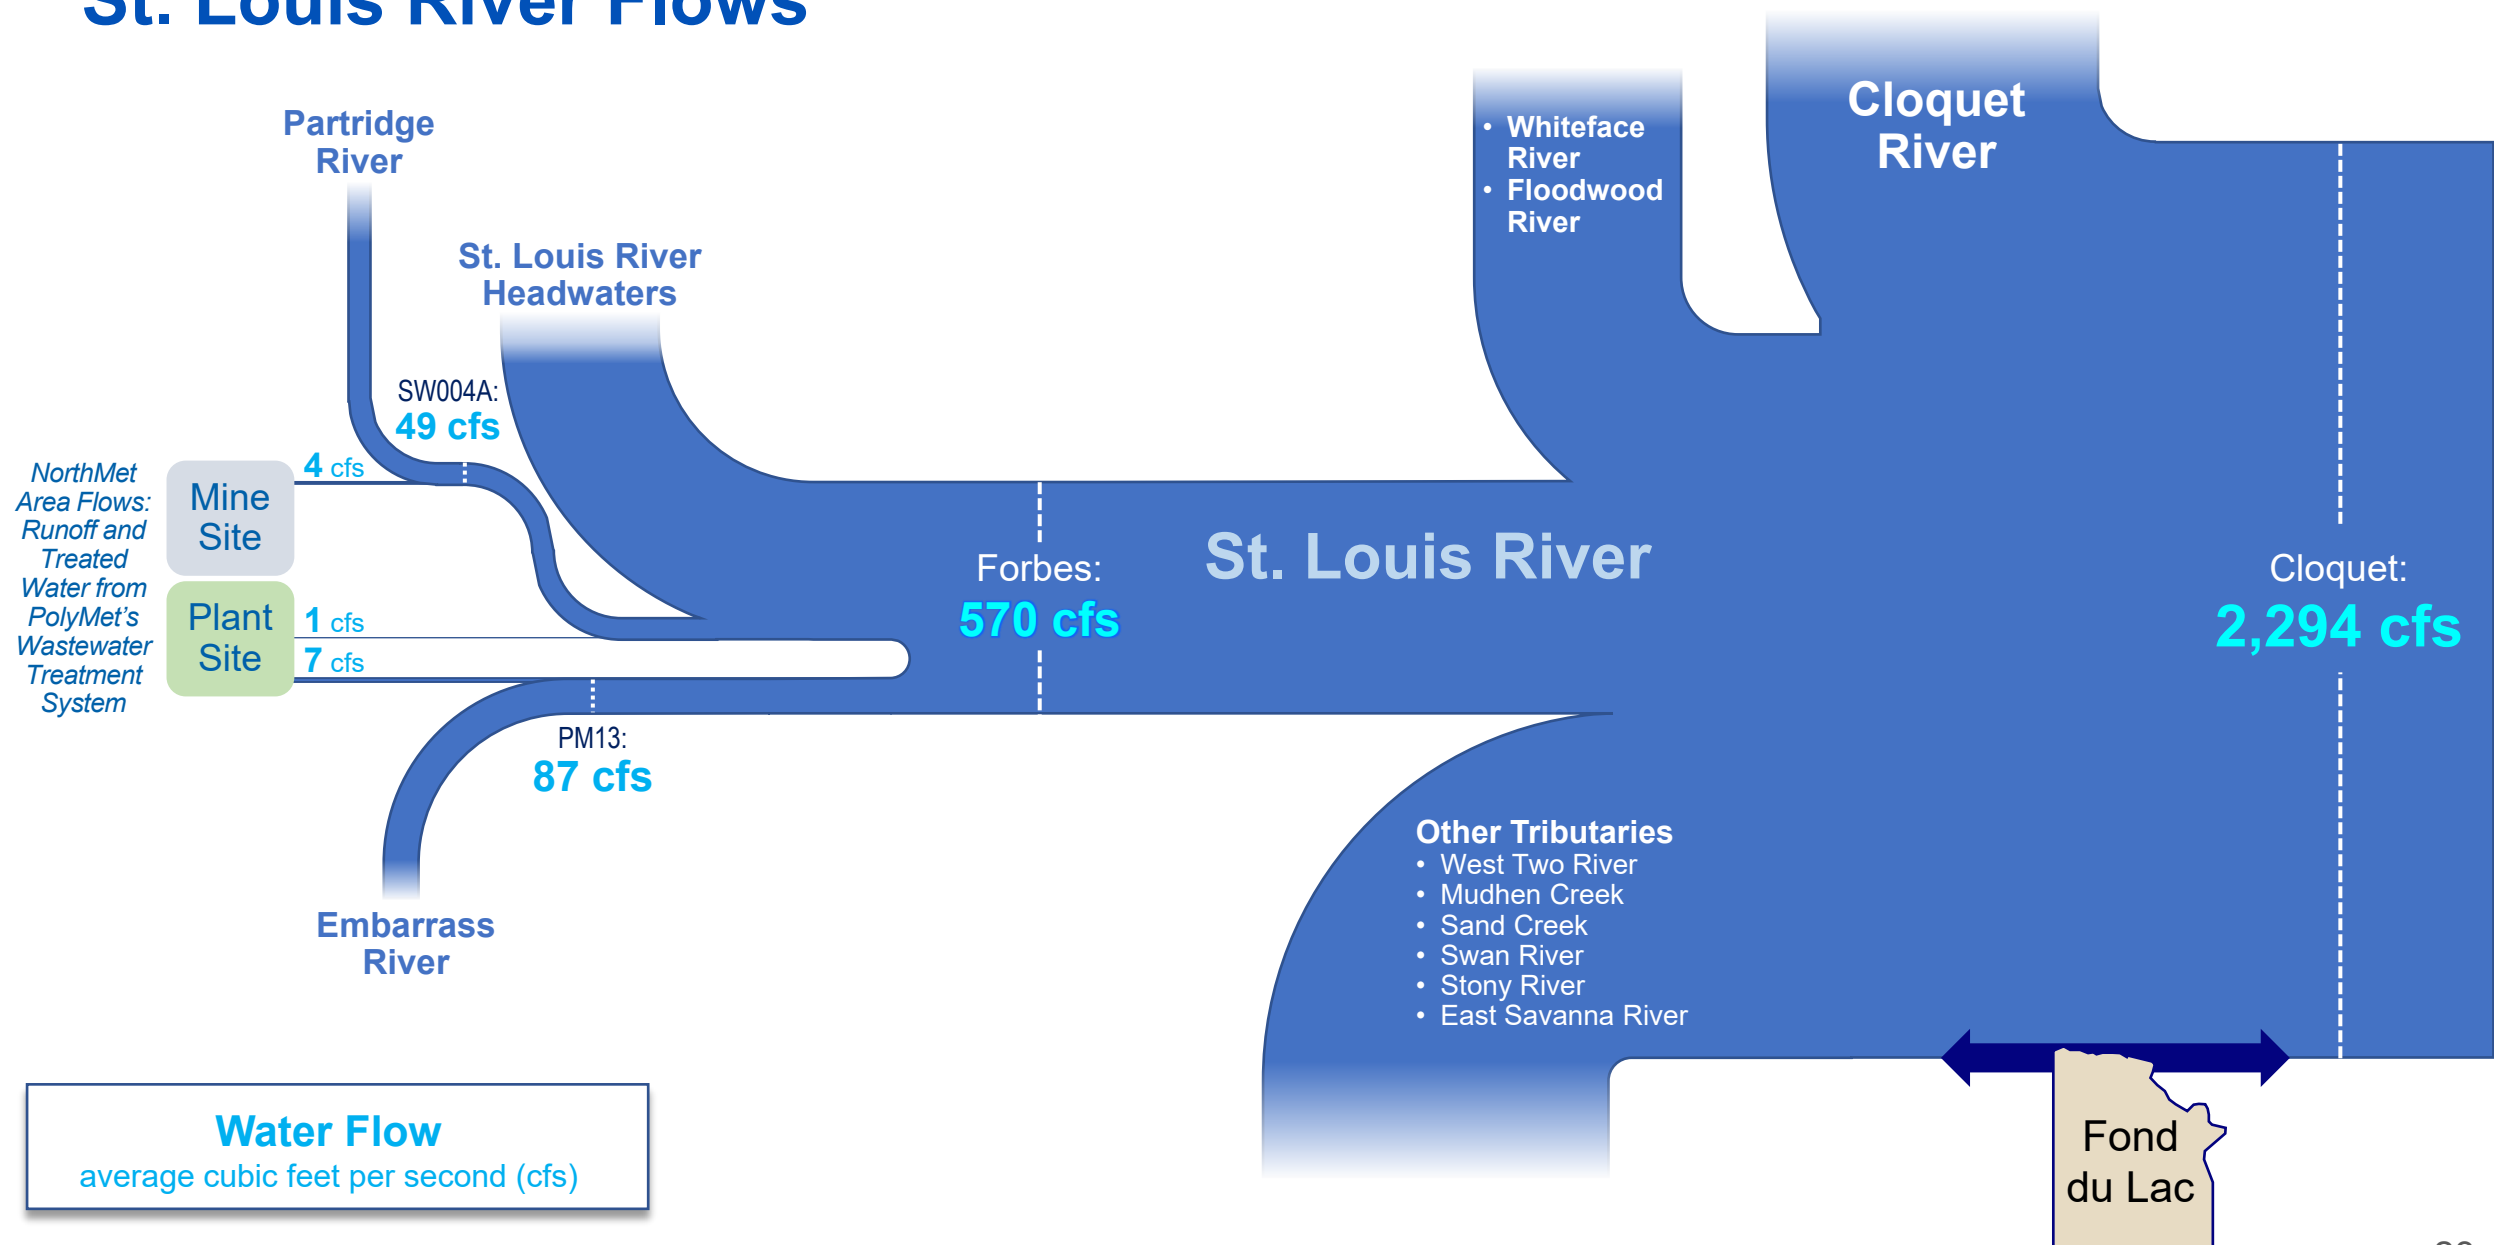 St. Louis River Flows
Partridge
River
St. Louis River
Headwaters
SW004A:
49 cfs
NorthMet
Area Flows:
Runoff and
Treated
Water from
PolyMet's
Wastewater
Treatment
System
Mine
Site
4 cfs
Plant
Site
1 cfs
7 cfs
PM13:
87 cfs
Embarrass
River
Forbes:
570 cfs
St. Louis River
• Whiteface
River
• Floodwood
River
Cloquet
River
Cloquet:
2,294 cfs
Other Tributaries
• West Two River
• Mudhen Creek
• Sand Creek
• Swan River
• Stony River
• East Savanna River
Fond
du Lac
Water Flow
average cubic feet per second (cfs)